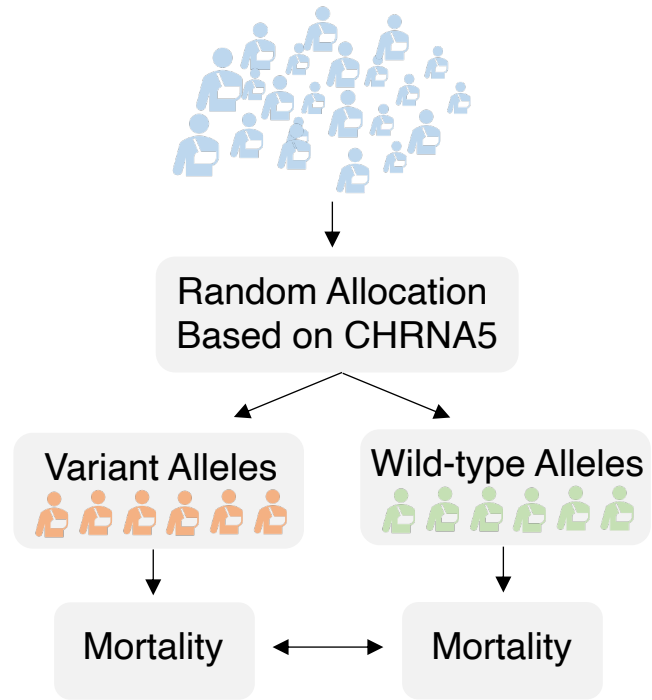 Random Allocation
Based on CHRNA5
Variant Alleles
Wild-type Alleles
Mortality
Mortality